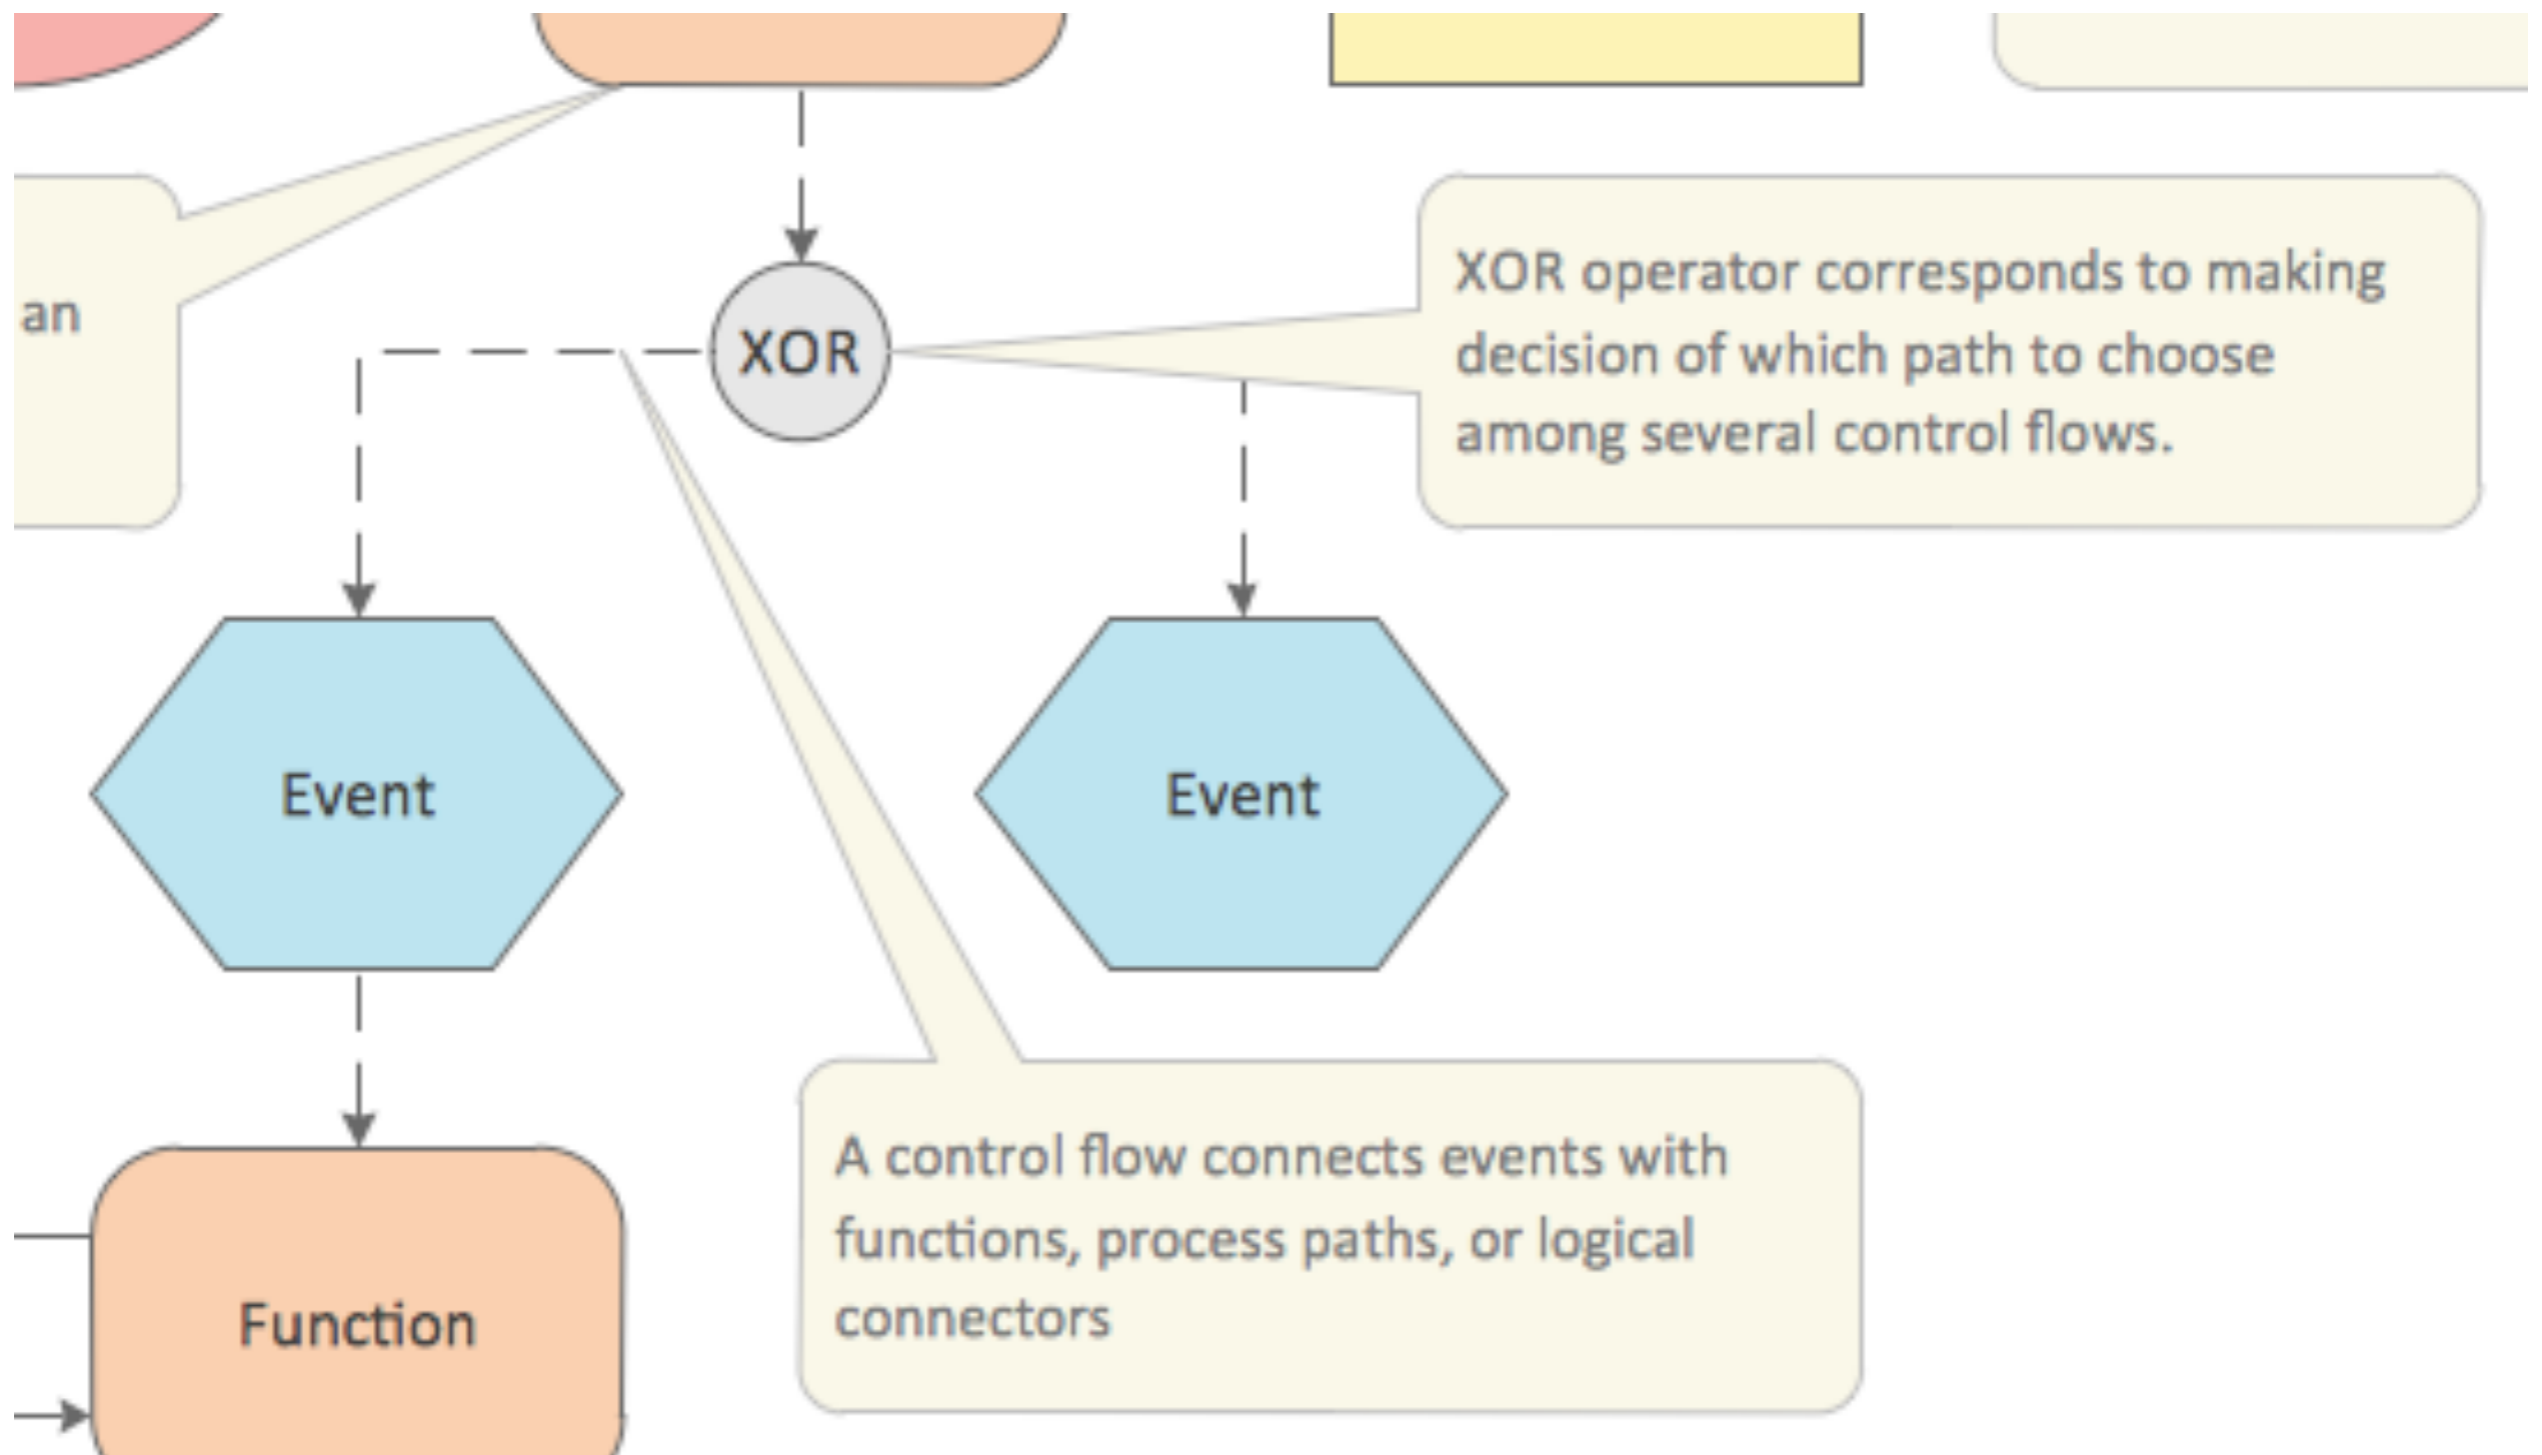 an
XOR
XOR operator corresponds to making
decision of which path to choose
among several control flows.
Event
Event
A control flow connects events with
functions, process paths, or logical
connectors
Function